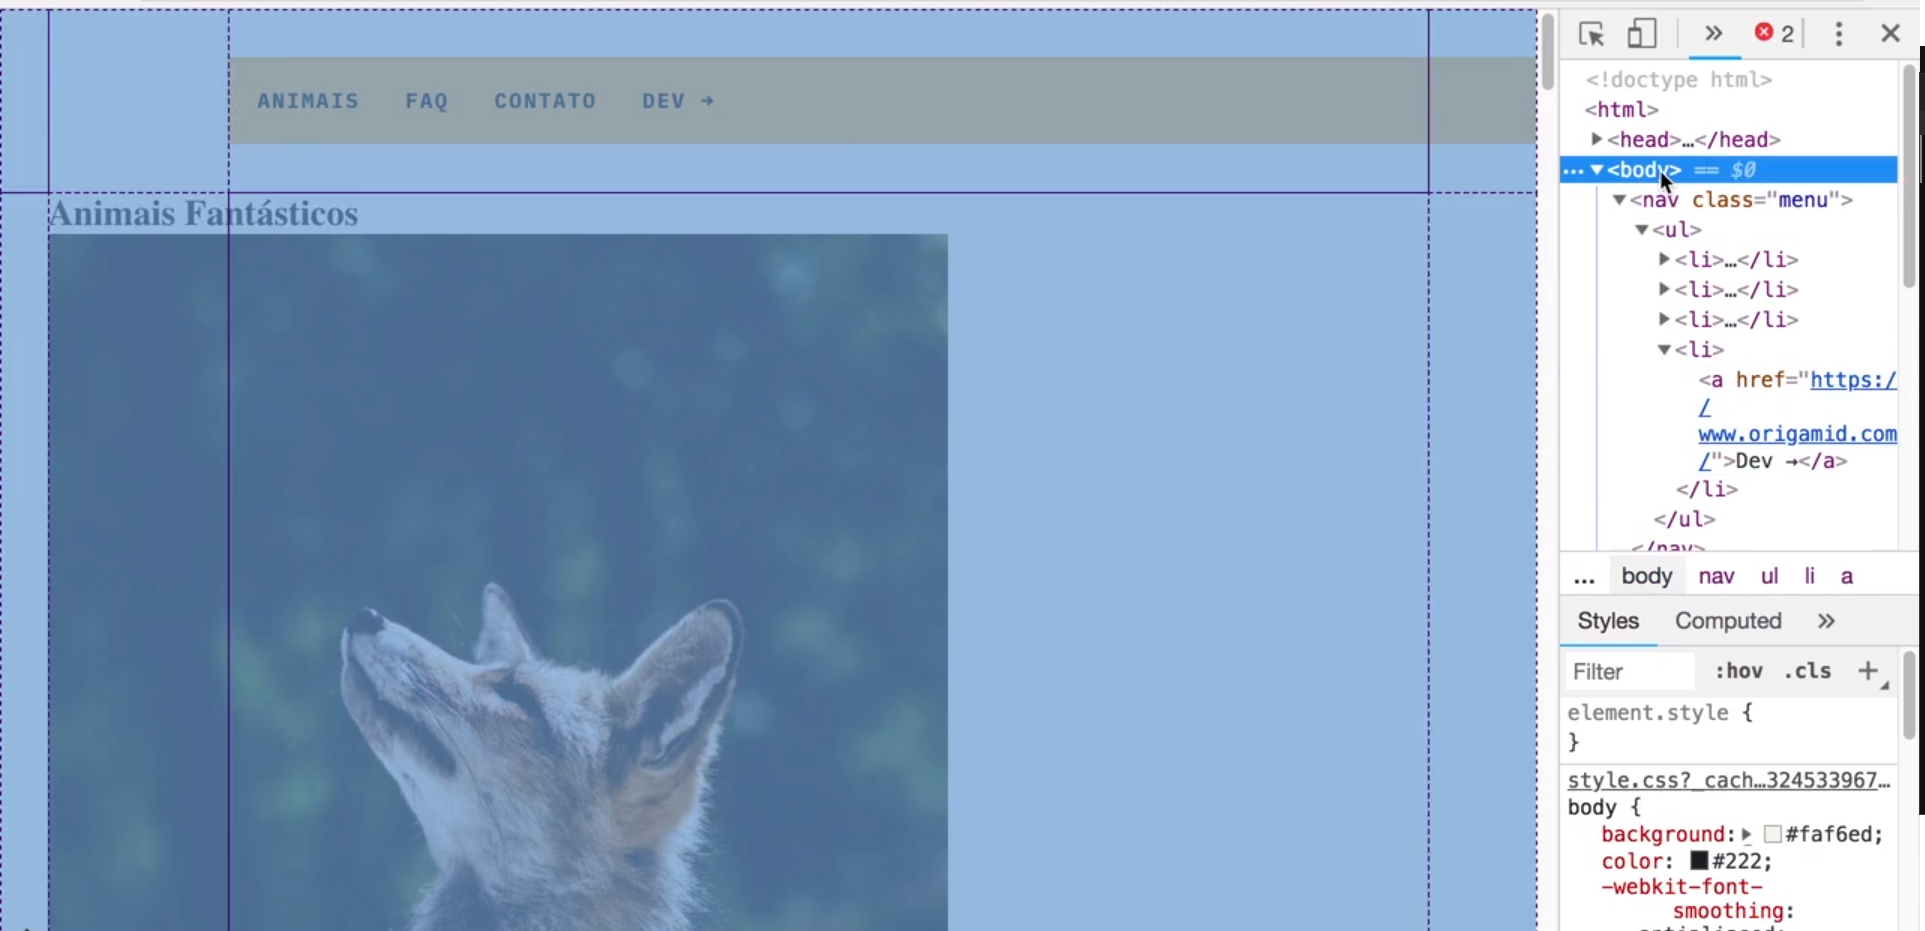 ANIMAIS FAQ CONTATO DEV →
Animais Fantásticos
2
<!doctype html>
<html>
<head>…</head>
<body> == $0
<nav class="menu">
<ul>
<li>…</li>
<li>…</li>
<li>…</li>
<li>
<a href="https:/
/
www.origamid.com
/">Dev →</a>
</li>
</ul>
</nav>
... body nav ul li a
Styles Computed
Filter :hov .cls +
element.style {
}
style.css?_cach…324533967…
body {
background: #faf6ed;
color: #222;
-webkit-font-
smoothing: